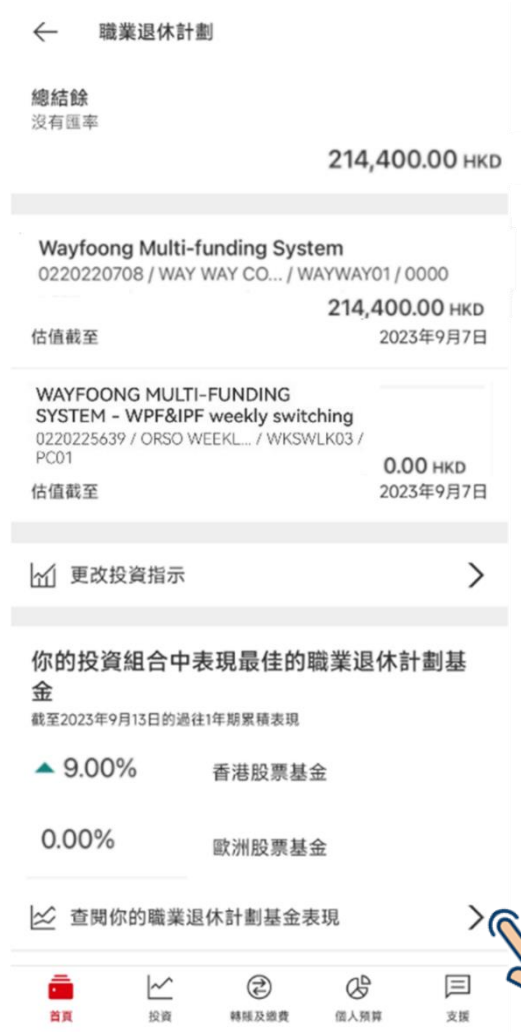 職業退休計劃
總結餘
沒有匯率
214,400.00 HKD
Wayfoong Multi-funding System
0220220708 / WAY WAY CO... / WAYWAY01 / 0000
214,400.00 HKD
估值截至 2023年9月7日
WAYFOONG MULTI-FUNDING
SYSTEM - WPF&IPF weekly switching
0220225639 / ORSO WEEKL... / WKSWLK03 /
PC01
0.00 HKD
估值截至 2023年9月7日
更改投資指示
你的投資組合中表現最佳的職業退休計劃基
金
截至2023年9月13日的過往1年期累積表現
9.00% 香港股票基金
0.00% 歐洲股票基金
查閱你的職業退休計劃基金表現
首頁 投資 轉賬及繳費 個人預算 支援